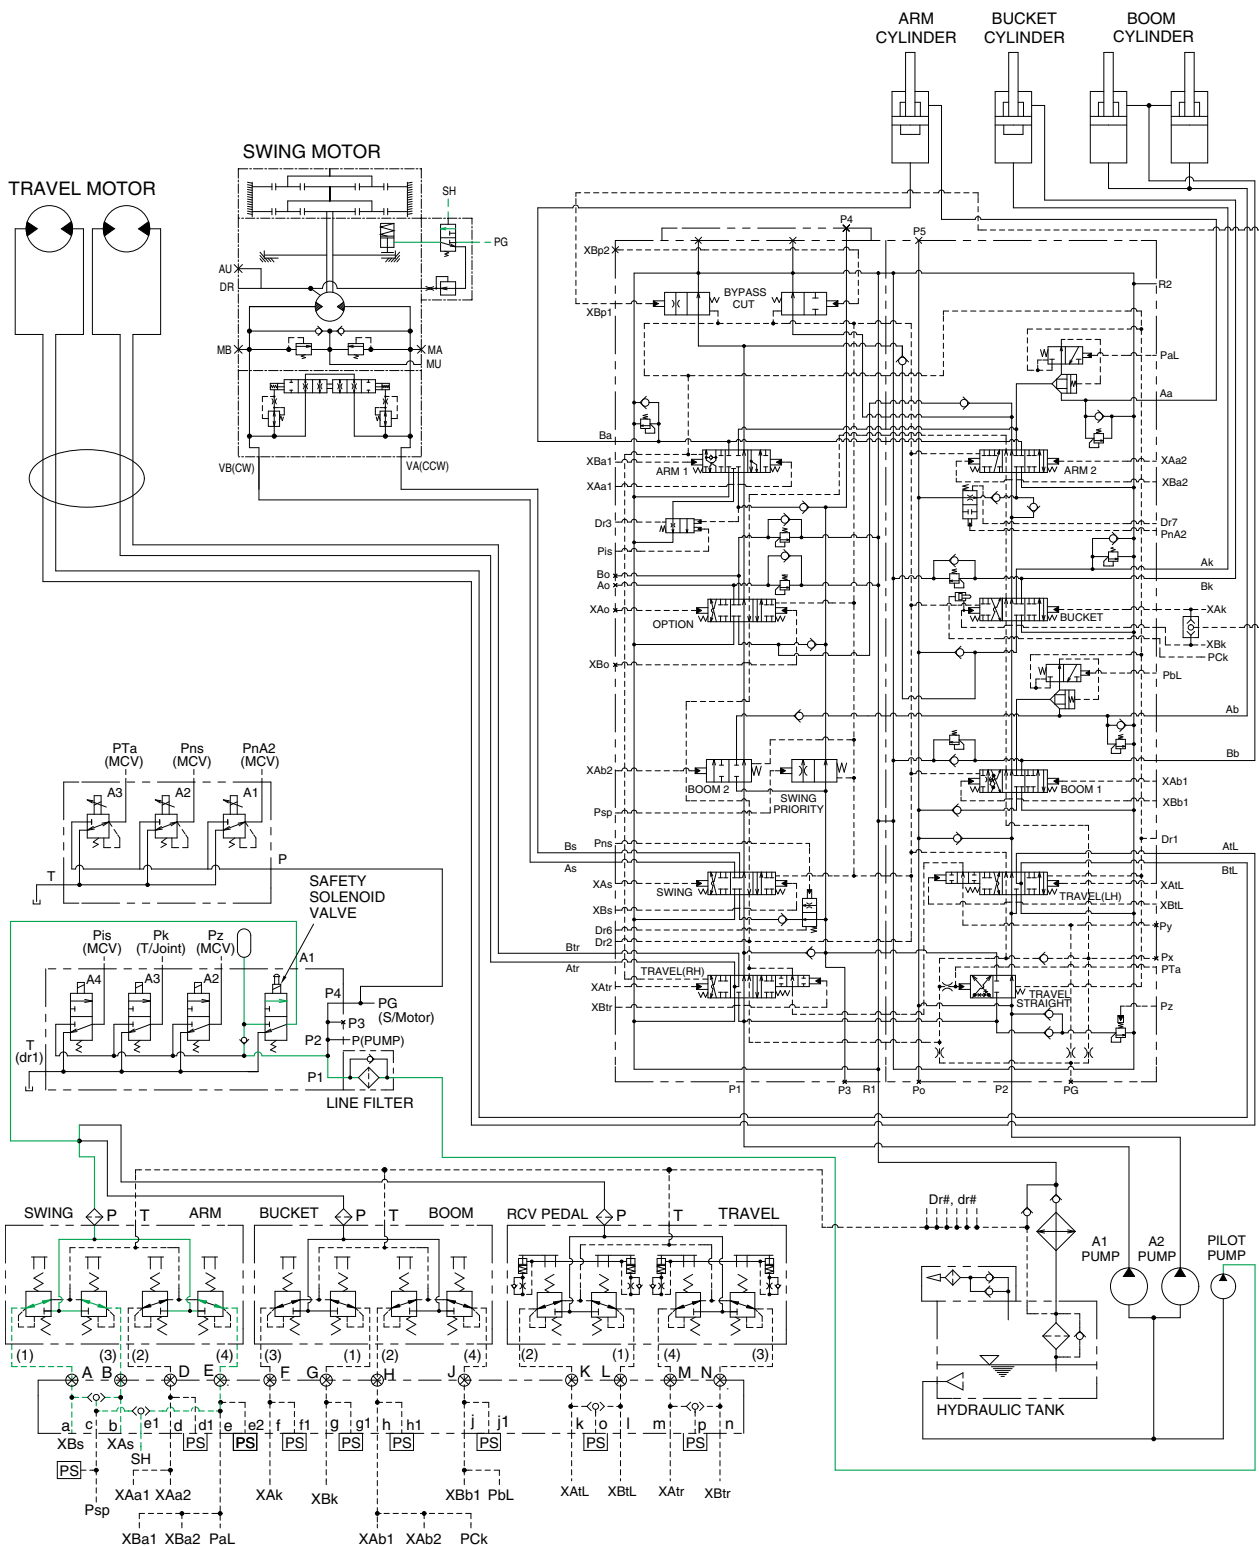 ARM
CYLINDER
BUCKET
CYLINDER
BOOM
CYLINDER
SWING MOTOR
TRAVEL MOTOR
SH
PG
AU
DR
MB
MA
MU
VB(CW)
VA(CCW)
P4
P5
XBp2
XBp1
BYPASS
CUT
R2
PaL
Aa
Ba
XBa1
ARM 1
XAa1
ARM 2
XAa2
XBa2
Dr3
Pis
Dr7
PnA2
Bo
Ao
Ak
Bk
XAo
OPTION
XBo
BUCKET
XAk
XBk
PCk
PbL
Ab
Bb
XAb2
BOOM 2
SWING
PRIORITY
BOOM 1
XAb1
XBb1
Psp
Pns
Bs
As
Dr1
AtL
BtL
XAs
SWING
XBs
TRAVEL(LH)
XAtL
XBtL
Dr6
Dr2
Py
Btr
Atr
TRAVEL(RH)
XAtr
XBtr
Px
PTa
TRAVEL
STRAIGHT
Pz
P1
P3
R1
Po
P2
PG
PTa
(MCV)
Pns
(MCV)
PnA2
(MCV)
A3
A2
A1
T
P
SAFETY
SOLENOID
VALVE
Pis
(MCV)
Pk
(T/Joint)
Pz
(MCV)
A1
A4
A3
A2
P4
PG
(S/Motor)
P3
P2
P(PUMP)
T
(dr1)
P1
LINE FILTER
SWING
P
T
ARM
BUCKET
P
T
BOOM
RCV PEDAL
P
T
TRAVEL
(1)
(3)
(2)
(4)
(3)
(1)
(2)
(4)
(2)
(1)
(4)
(3)
A
B
D
E
F
G
H
J
K
L
M
N
a
c
b
e1
d
d1
e
e2
f
f1
g
g1
h
h1
j
j1
k
o
l
m
p
n
XBs
XAs
SH
PS
PS
PS
PS
PS
PS
PS
PS
Psp
XAa1
XAa2
XBa1
XBa2
PaL
XAk
XBk
XAb1
XAb2
PCk
XBb1
PbL
XAtL
XBtL
XAtr
XBtr
Dr#, dr#
A1
PUMP
A2
PUMP
PILOT
PUMP
HYDRAULIC TANK